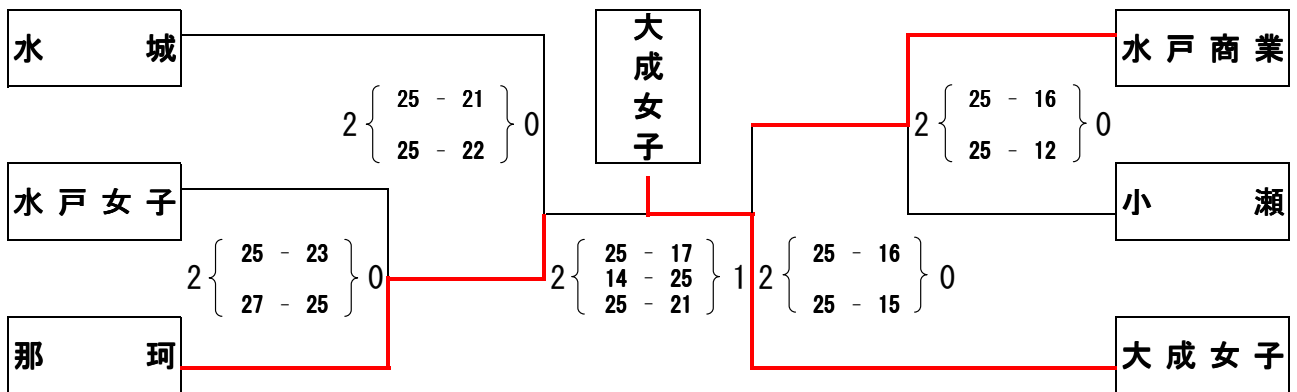 水城
大成女子
水戸商業
2 { 25 - 21
25 - 22 } 0
2 { 25 - 16
25 - 12 } 0
水戸女子
小瀬
2 { 25 - 23
27 - 25 } 0
2 { 25 - 17
14 - 25
25 - 21 } 1
2 { 25 - 16
25 - 15 } 0
那珂
大成女子